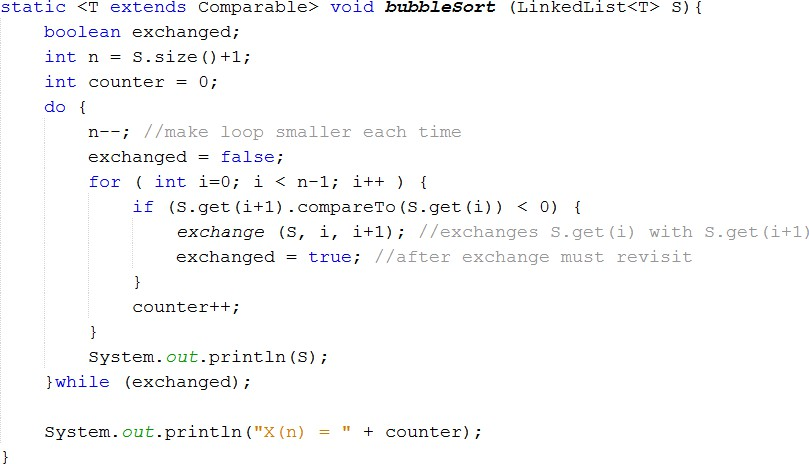 static <T extends Comparable> void bubbleSort (LinkedList<T> S){
    boolean exchanged;
    int n = S.size()+1;
    int counter = 0;
    do {
        n--; //make loop smaller each time
        exchanged = false;
        for ( int i=0; i < n-1; i++ ) {
            if (S.get(i+1).compareTo(S.get(i)) < 0) {
                exchange (S, i, i+1); //exchanges S.get(i) with S.get(i+1)
                exchanged = true; //after exchange must revisit
            }
            counter++;
        }
        System.out.println(S);
    }while (exchanged);

    System.out.println("X(n) = " + counter);
}